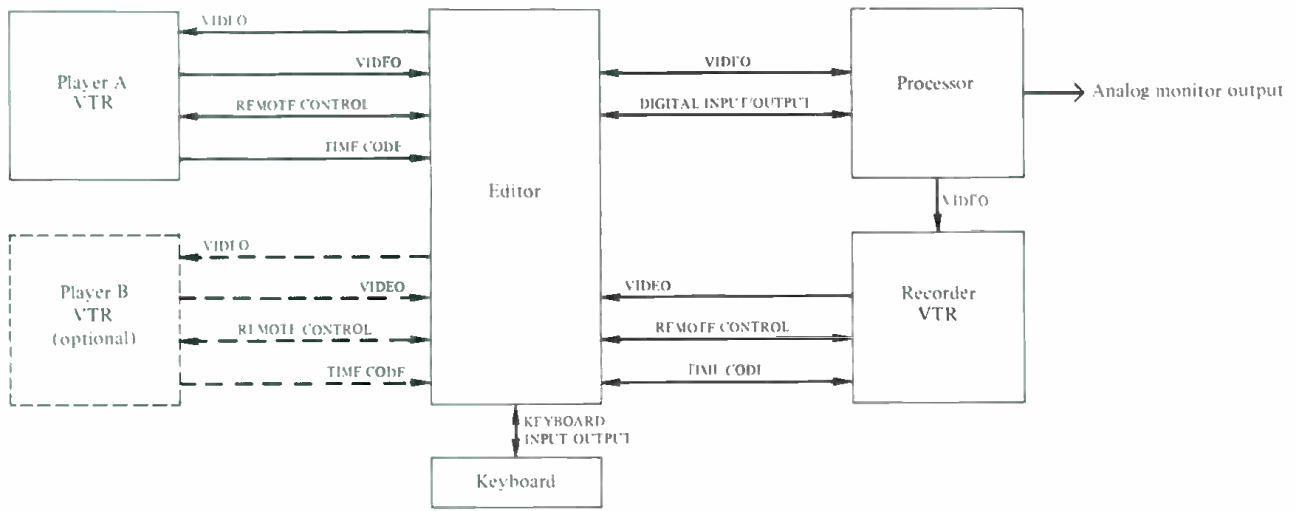 VIDEO
VIDEO
REMOTE CONTROL
TIME CODE
Player A
VTR
VIDEO
VIDEO
REMOTE CONTROL
TIME CODE
Player B
VTR
(optional)
Editor
KEYBOARD
INPUT OUTPUT
Keyboard
VIDEO
DIGITAL INPUT/OUTPUT
Processor
Analog monitor output
VIDEO
VIDEO
REMOTE CONTROL
TIME CODE
Recorder
VTR